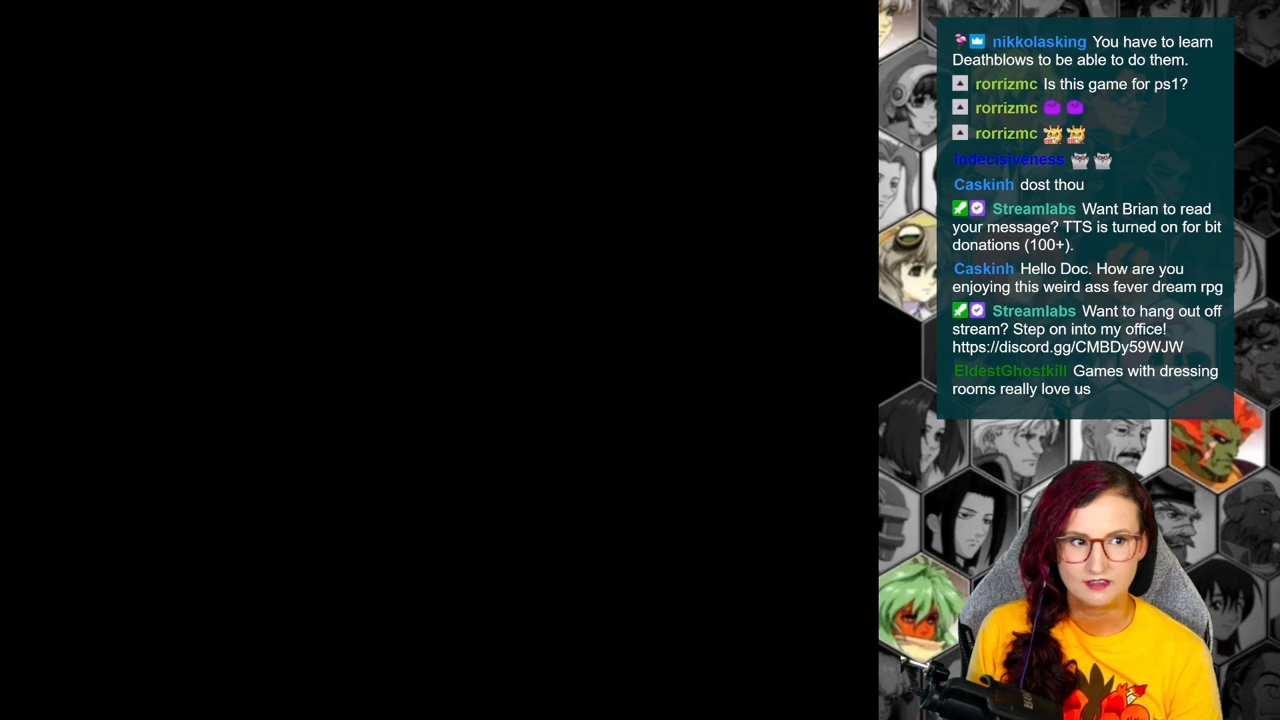 nikkolasking You have to learn
Deathblows to be able to do them.
rorrizmc Is this game for ps1?
rorrizmc
rorrizmc
Indecisiveness
Caskinh dost thou
Streamlabs Want Brian to read
your message? TTS is turned on for bit
donations (100+).
Caskinh Hello Doc. How are you
enjoying this weird ass fever dream rpg
Streamlabs Want to hang out off
stream? Step on into my office!
https://discord.gg/CMBDy59WJW
EldestGhostkill Games with dressing
rooms really love us